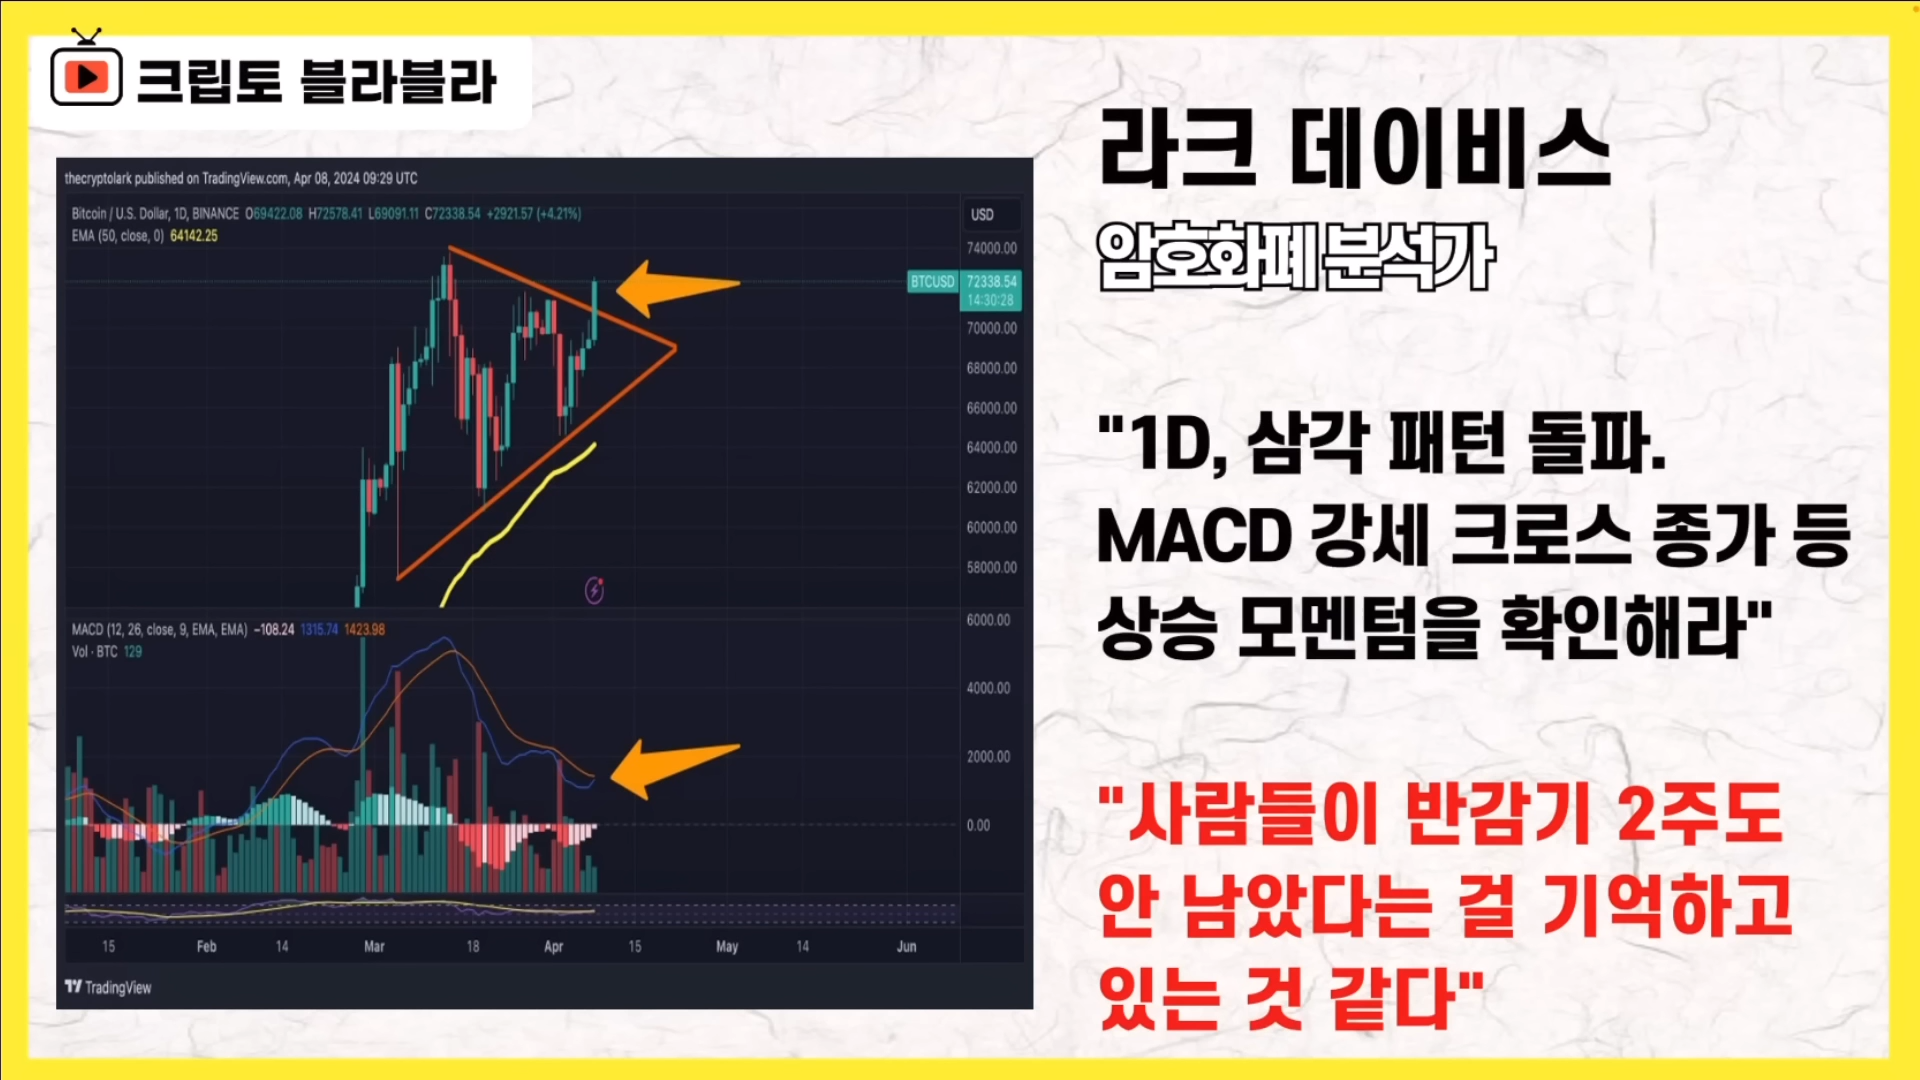 크립토 블라블라
라크 데이비스
암호화폐 분석가
"1D, 삼각 패턴 돌파.
MACD 강세 크로스 종가 등
상승 모멘텀을 확인해라"
"사람들이 반감기 2주도
안 남았다는 걸 기억하고
있는 것 같다"
thecryptolark published on TradingView.com, Apr 08, 2024 09:29 UTC
Bitcoin / U.S. Dollar, 1D, BINANCE O69422.08 H72578.41 L69091.11 C72338.54 +2921.57 (+4.21%)
EMA (50, close, 0) 64142.25
USD
74000.00
BTCUSD 72338.54
14:30:28
70000.00
68000.00
66000.00
64000.00
62000.00
60000.00
58000.00
MACD (12, 26, close, 9, EMA, EMA) −108.24 1315.74 1423.98
Vol · BTC 129
6000.00
4000.00
2000.00
0.00
15 Feb 14 Mar 18 Apr 15 May 14 Jun
TradingView